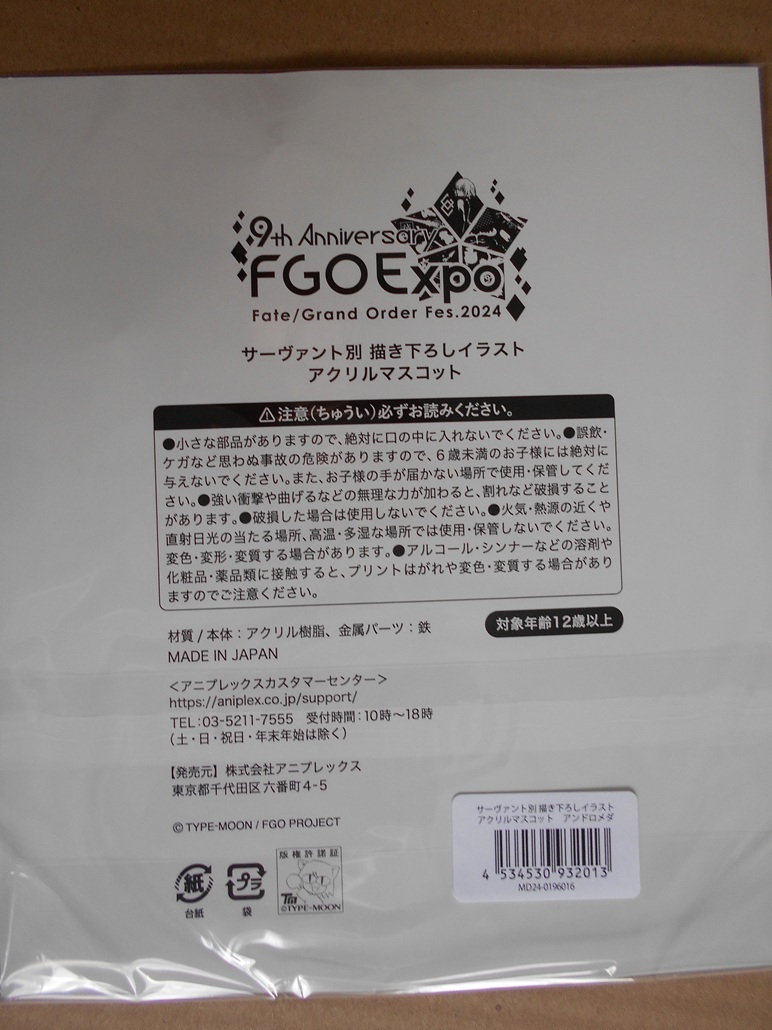 9th Anniversary
FGO Expo
Fate/Grand Order Fes.2024
サーヴァント別 描き下ろしイラスト
アクリルマスコット
⚠注意(ちゅうい)必ずお読みください。
●小さな部品がありますので、絶対に口の中に入れないでください。●誤飲・
ケガなど思わぬ事故の危険がありますので、6歳未満のお子様には絶対に
与えないでください。また、お子様の手が届かない場所で使用・保管してくだ
さい。●強い衝撃や曲げるなどの無理な力が加わると、割れなど破損すること
があります。●破損した場合は使用しないでください。●火気・熱源の近くや
直射日光の当たる場所、高温・多湿な場所では使用・保管しないでください。
変色・変形・変質する場合があります。●アルコール・シンナーなどの溶剤や
化粧品・薬品類に接触すると、プリントはがれや変色・変質する場合があり
ますのでご注意ください。
材質/本体:アクリル樹脂、金属パーツ:鉄
対象年齢12歳以上
MADE IN JAPAN
<アニプレックスカスタマーセンター>
https://aniplex.co.jp/support/
TEL:03-5211-7555 受付時間:10時〜18時
(土・日・祝日・年末年始は除く)
【発売元】株式会社アニプレックス
東京都千代田区六番町4-5
© TYPE-MOON / FGO PROJECT
紙
台紙
プラ
袋
版権許諾証
TM
©TYPE-MOON
サーヴァント別 描き下ろしイラスト
アクリルマスコット アンドロメダ
4 534530 932013
MD24-0196016